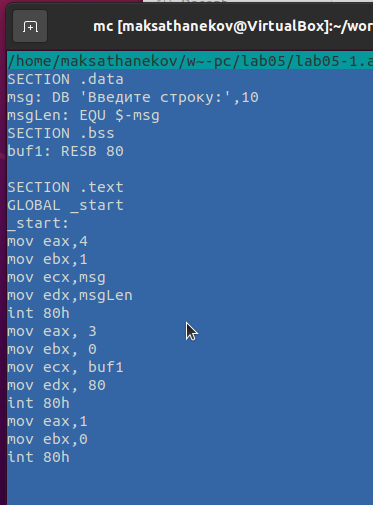 mc [maksathanekov@VirtualBox]:~/wor
/home/maksathanekov/w~-pc/lab05/lab05-1.a
SECTION .data
msg: DB 'Введите строку:',10
msgLen: EQU $-msg
SECTION .bss
buf1: RESB 80
SECTION .text
GLOBAL _start
_start:
mov eax,4
mov ebx,1
mov ecx,msg
mov edx,msgLen
int 80h
mov eax, 3
mov ebx, 0
mov ecx, buf1
mov edx, 80
int 80h
mov eax,1
mov ebx,0
int 80h